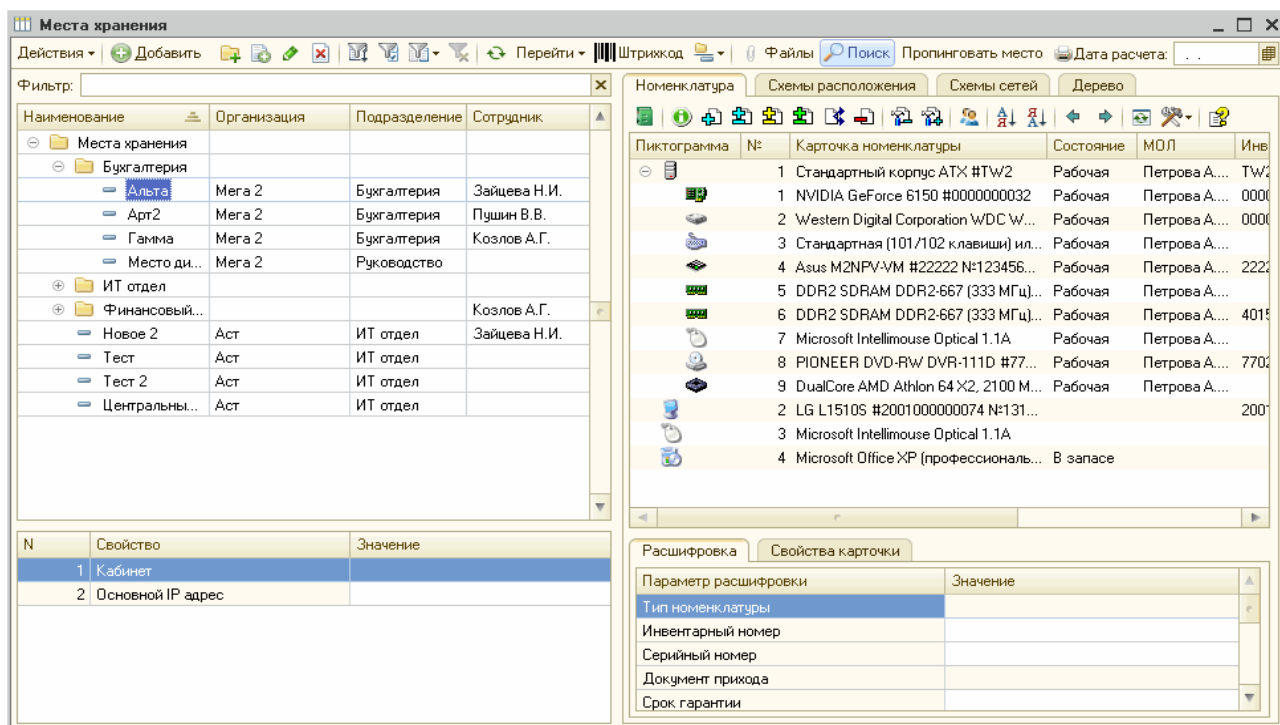 Места хранения
Действия Добавить Перейти Штрихкод Файлы Поиск Пропинговать место Дата расчета: . .
Фильтр:
Наименование Организация Подразделение Сотрудник
Места хранения
Бухгалтерия
Альта Мега 2 Бухгалтерия Зайцева Н.И.
Арт2 Мега 2 Бухгалтерия Пушин В.В.
Гамма Мега 2 Бухгалтерия Козлов А.Г.
Место ди... Мега 2 Руководство
ИТ отдел
Финансовый... Козлов А.Г.
Новое 2 Аст ИТ отдел Зайцева Н.И.
Тест Аст ИТ отдел
Тест 2 Аст ИТ отдел
Центральны... Аст ИТ отдел
N Свойство Значение
1 Кабинет
2 Основной IP адрес
Номенклатура Схемы расположения Схемы сетей Дерево
Пиктограмма № Карточка номенклатуры Состояние МОЛ Инв
1 Стандартный корпус ATX #TW2 Рабочая Петрова А.... TW2
1 NVIDIA GeForce 6150 #0000000032 Рабочая Петрова А.... 0000
2 Western Digital Corporation WDC W... Рабочая Петрова А.... 0000
3 Стандартная (101/102 клавиши) ил... Рабочая Петрова А....
4 Asus M2NPV-VM #22222 №123456... Рабочая Петрова А.... 2222
5 DDR2 SDRAM DDR2-667 (333 МГц)... Рабочая Петрова А....
6 DDR2 SDRAM DDR2-667 (333 МГц)... Рабочая Петрова А.... 4015
7 Microsoft Intellimouse Optical 1.1A Рабочая Петрова А....
8 PIONEER DVD-RW DVR-111D #77... Рабочая Петрова А.... 7702
9 DualCore AMD Athlon 64 X2, 2100 M... Рабочая Петрова А....
2 LG L1510S #2001000000074 №131... 2001
3 Microsoft Intellimouse Optical 1.1A
4 Microsoft Office XP (профессиональ... В запасе
Расшифровка Свойства карточки
Параметр расшифровки Значение
Тип номенклатуры
Инвентарный номер
Серийный номер
Документ прихода
Срок гарантии